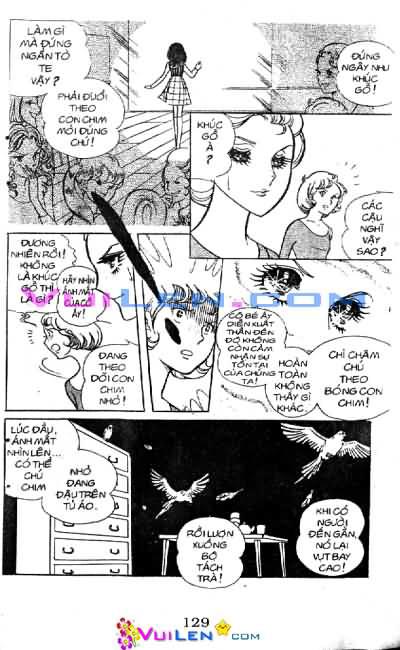 LÀM GÌ
MÀ ĐỨNG
NGẨN TÒ
TE
VẬY?
PHẢI ĐUỔI
THEO
CON CHIM
MỚI ĐÚNG
CHỨ!
ĐỨNG
NGÂY NHƯ
KHÚC
GỖ!
KHÚC
GỖ
À?
CÁC
CẬU
NGHĨ
VẬY
SAO?
ĐƯƠNG
NHIÊN RỒI!
KHÔNG
LÀ KHÚC
GỖ THÌ
LÀ GÌ?
HÃY NHÌN
ÁNH MẮT
CỦA CÔ
ẤY!
ĐANG
THEO
DÕI CON
CHIM
NHỎ!
CÔ BÉ ẤY
DIỄN XUẤT
THẦN ĐẾN
ĐỘ KHÔNG
CÒN CẢM
NHẬN SỰ
TỒN TẠI
CỦA CHÚNG
TA!
HOÀN
TOÀN
KHÔNG
THẤY GÌ
KHÁC.
CHỈ CHĂM
CHÚ
THEO
BÓNG CON
CHIM!
VUILEN.COM
LÚC ĐẦU,
ÁNH MẮT
NHÌN LÊN...
CÓ THỂ
CHÚ
CHIM
NHỎ
ĐANG
ĐẬU TRÊN
TỦ ÁO.
RỒI LƯỢN
XUỐNG
BỘ
TÁCH
TRÀ!
KHI CÓ
NGƯỜI
ĐẾN GẦN,
NÓ LẠI
VỤT BAY
CAO!
129
VUILEN.COM